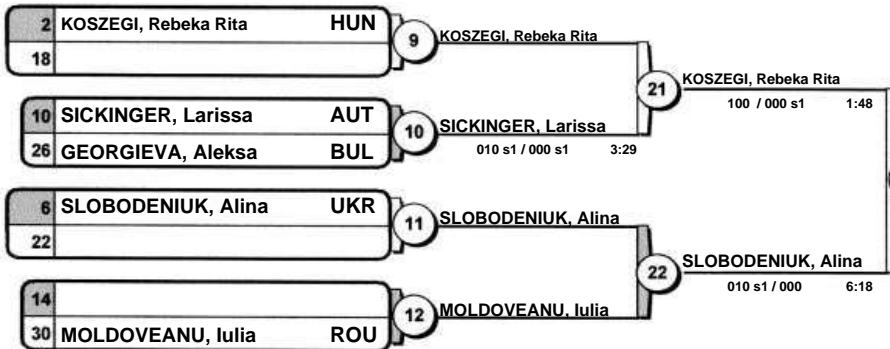 2 KOSZEGI, Rebeka Rita HUN
18
9 KOSZEGI, Rebeka Rita
10 SICKINGER, Larissa AUT
26 GEORGIEVA, Aleksa BUL
10 SICKINGER, Larissa
010 s1 / 000 s1 3:29
21 KOSZEGI, Rebeka Rita
100 / 000 s1 1:48
6 SLOBODENIUK, Alina UKR
22
11 SLOBODENIUK, Alina
14
30 MOLDOVEANU, Iulia ROU
12 MOLDOVEANU, Iulia
22 SLOBODENIUK, Alina
010 s1 / 000 6:18